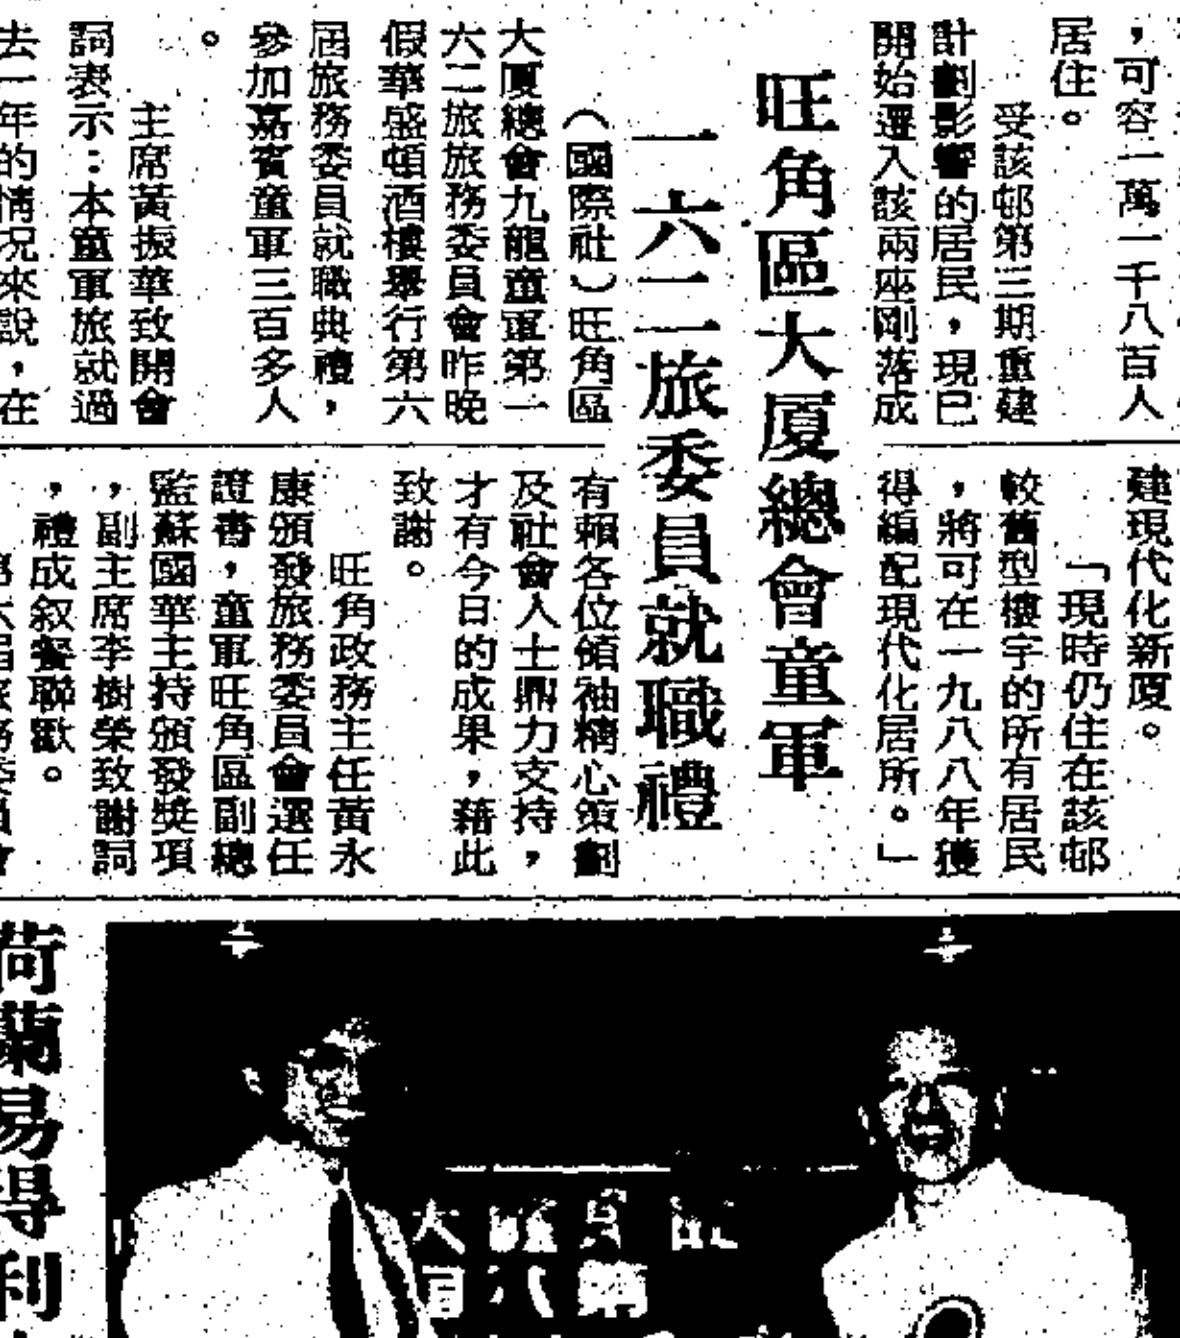 ，可容二萬一千八百人
居住。
受該邨第三期重建
計劃影響的居民，現已
開始遷入該兩座剛落成
建現代化新廈。
「現時仍住在該邨
較舊型樓宇的所有居民
，將可在一九八八年獲
得編配現代化居所。」
旺角區大廈總會童軍
一六二旅委員就職禮
（國際社）旺角區
大廈總會九龍童軍第一
六二旅旅務委員會昨晚
假華盛頓酒樓舉行第六
屆旅務委員就職典禮，
參加嘉賓童軍三百多人
。
主席黃振華致開會
詞表示：本童軍旅就過
去一年的情況來說，在
有賴各位領袖精心策劃
及社會人士鼎力支持，
才有今日的成果，藉此
致謝。
旺角政務主任黃永
康頒發旅務委員會選任
證書，童軍旺角區副總
監蘇國華主持頒發獎項
，副主席李樹榮致謝詞
，禮成叙餐聯歡。
第六屆旅務委員會
荷蘭易得利